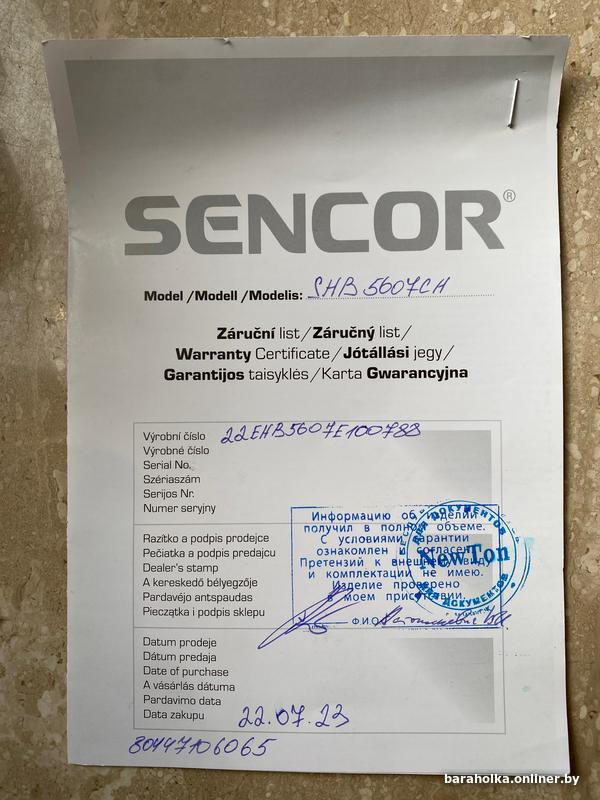 SENCOR®
Model /Modell /Modelis: SHB 5607CH
Záruční list/Záručný list/
Warranty Certificate/Jótállási jegy/
Garantijos taisyklės/Karta Gwarancyjna
Výrobní číslo 22EHB5607E100788
Výrobné číslo
Serial No.
Szériaszám
Serijos Nr.
Numer seryjny
Razítko a podpis prodejce
Pečiatka a podpis predajcu
Dealer's stamp
A kereskedő bélyegzője
Pardavėjo antspaudas
Pieczątka i podpis sklepu
Информацию об изделии
получил в полном объеме.
С условиями гарантии
ознакомлен и согласен.
Претензий к внешнему виду
и комплектации не имею.
Изделие проверено
в моем присутствии.
Ф.И.О.
ДЛЯ ДОКУМЕНТОВ
NewTon
ДЛЯ ДОКУМЕНТОВ
Datum prodeje
Dátum predaja
Date of purchase
A vásárlás dátuma
Pardavimo data
Data zakupu 22.07.23
80447106065
baraholka.onliner.by